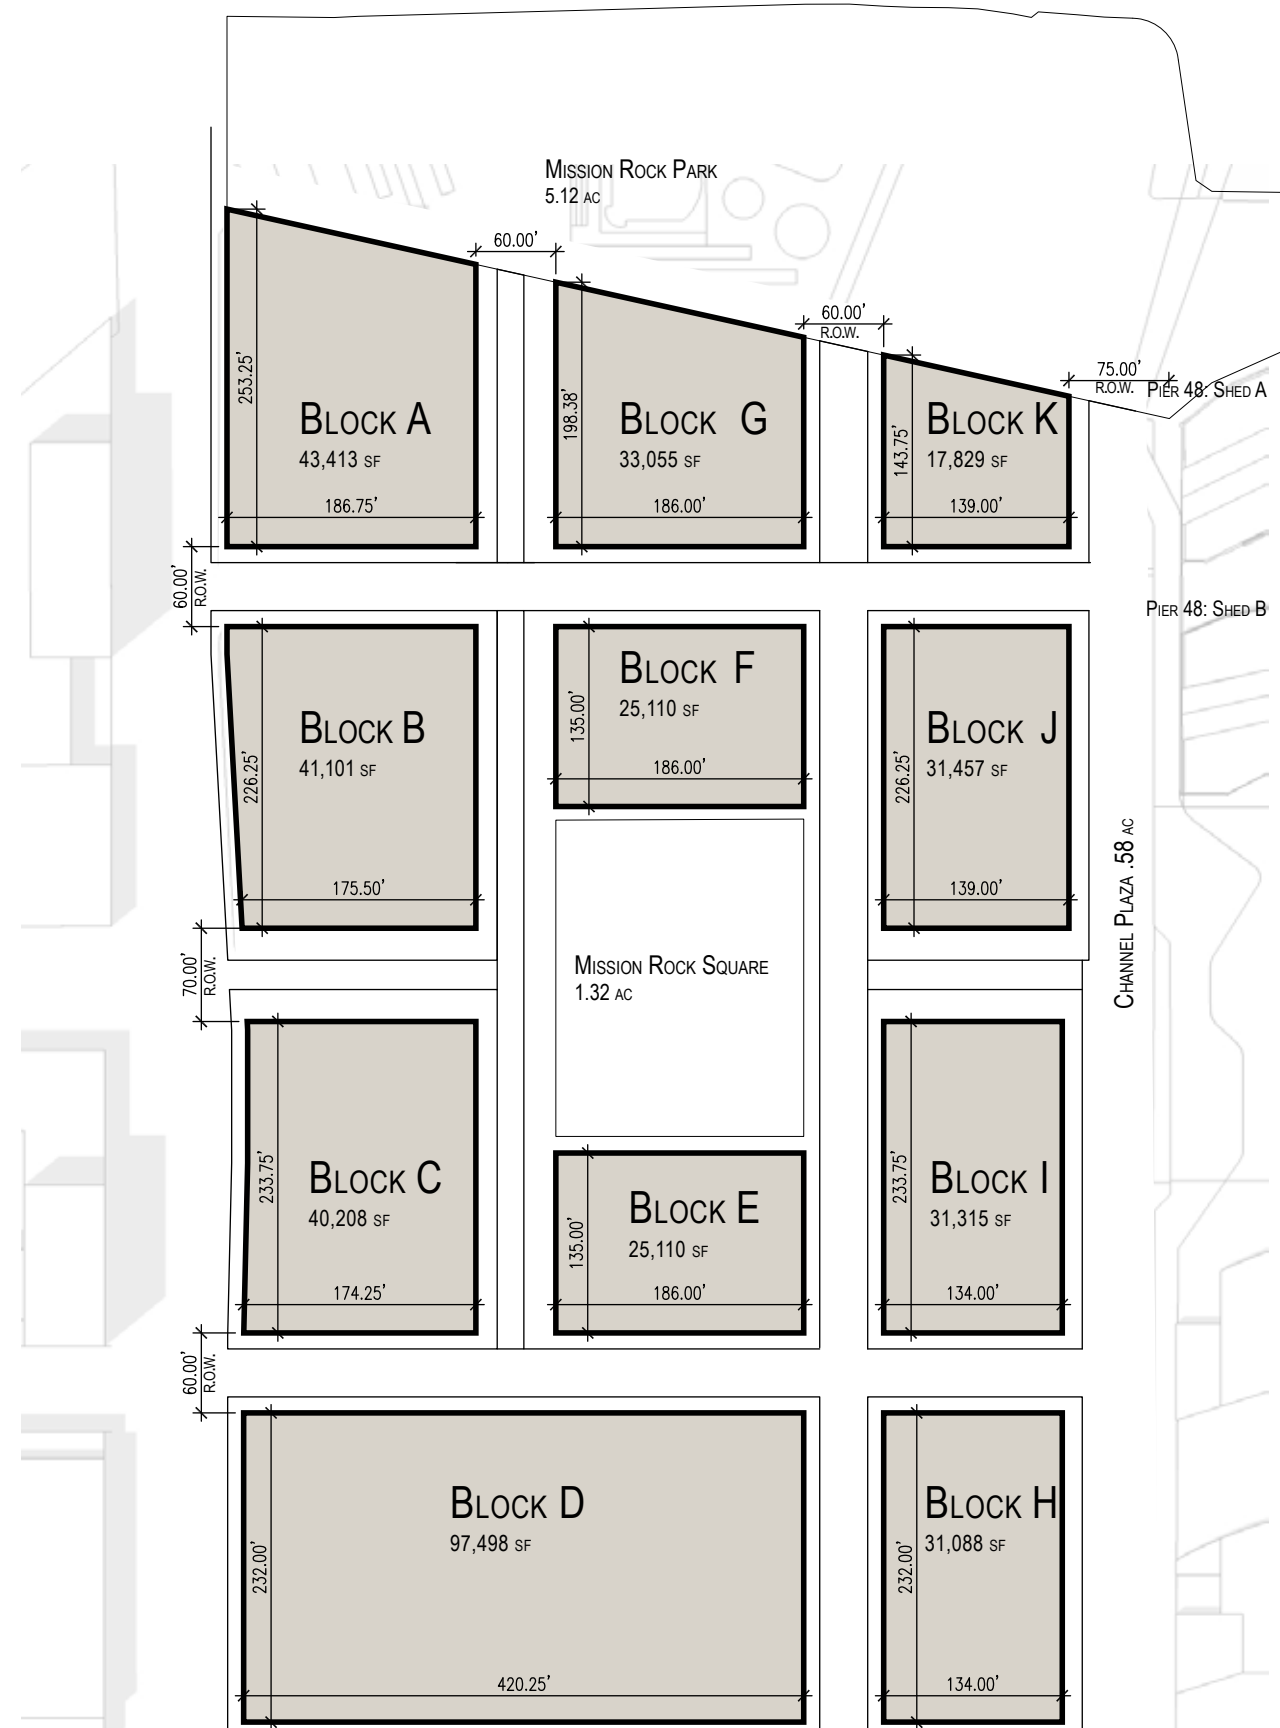 Mission Rock Park
5.12 ac
60.00'
60.00'
R.O.W.
75.00'
R.O.W.
Pier 48: Shed A
253.25'
Block A
43,413 sf
186.75'
198.38'
Block G
33,055 sf
186.00'
143.75'
Block K
17,829 sf
139.00'
60.00'
R.O.W.
Pier 48: Shed B
226.25'
Block B
41,101 sf
175.50'
135.00'
Block F
25,110 sf
186.00'
226.25'
Block J
31,457 sf
139.00'
Channel Plaza .58 ac
70.00'
R.O.W.
Mission Rock Square
1.32 ac
233.75'
Block C
40,208 sf
174.25'
135.00'
Block E
25,110 sf
186.00'
233.75'
Block I
31,315 sf
134.00'
60.00'
R.O.W.
232.00'
Block D
97,498 sf
420.25'
232.00'
Block H
31,088 sf
134.00'